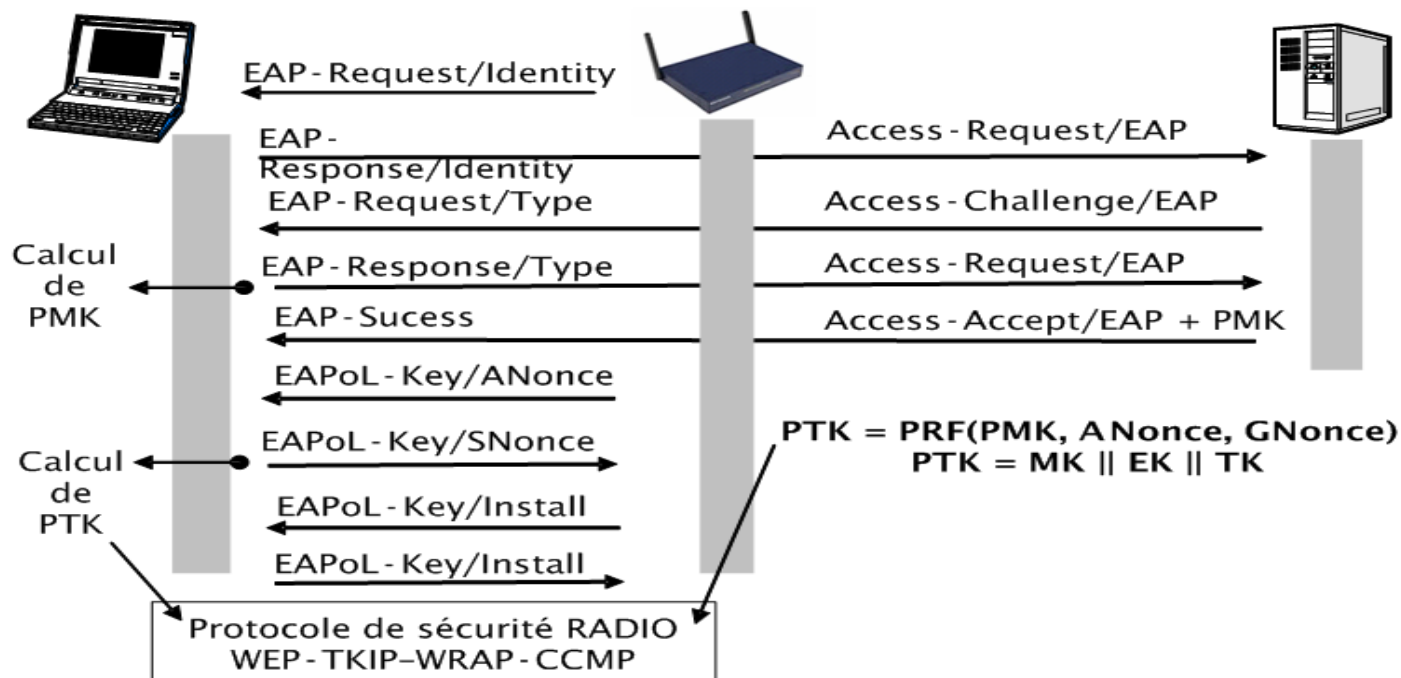 EAP-Request/Identity
EAP-
Response/Identity
Access-Request/EAP
EAP-Request/Type
Access-Challenge/EAP
Calcul
de
PMK
EAP-Response/Type
Access-Request/EAP
EAP-Sucess
Access-Accept/EAP + PMK
EAPoL-Key/ANonce
PTK = PRF(PMK, ANonce, GNonce)
PTK = MK || EK || TK
EAPoL-Key/SNonce
Calcul
de
PTK
EAPoL-Key/Install
EAPoL-Key/Install
Protocole de sécurité RADIO
WEP-TKIP–WRAP-CCMP